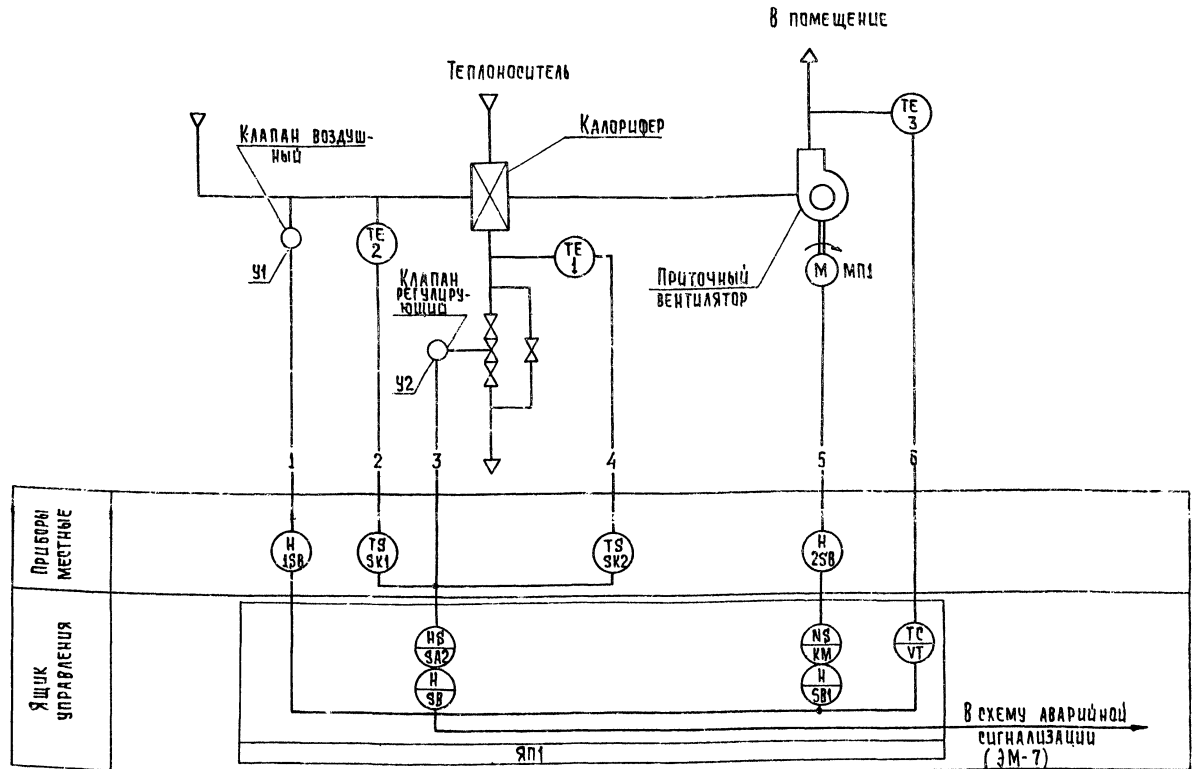 В ПОМЕЩЕНИЕ
ТЕПЛОНОСИТЕЛЬ
КЛАПАН ВОЗДУШ-
НЫЙ
КАЛОРИФЕР
TE
3
TE
2
У1
TE
1
КЛАПАН
РЕГУЛИРУ-
ЮЩИЙ
У2
ПРИТОЧНЫЙ
ВЕНТИЛЯТОР
М
МП1
1
2
3
4
5
6
ПРИБОРЫ
МЕСТНЫЕ
H
1SB
TS
SK1
TS
SK2
H
2SB
ЯЩИК
УПРАВЛЕНИЯ
HS
SA2
H
SB
NS
KM
H
SB1
TC
VT
В СХЕМУ АВАРИЙНОЙ
СИГНАЛИЗАЦИИ
(ЭМ-7)
ЯП1